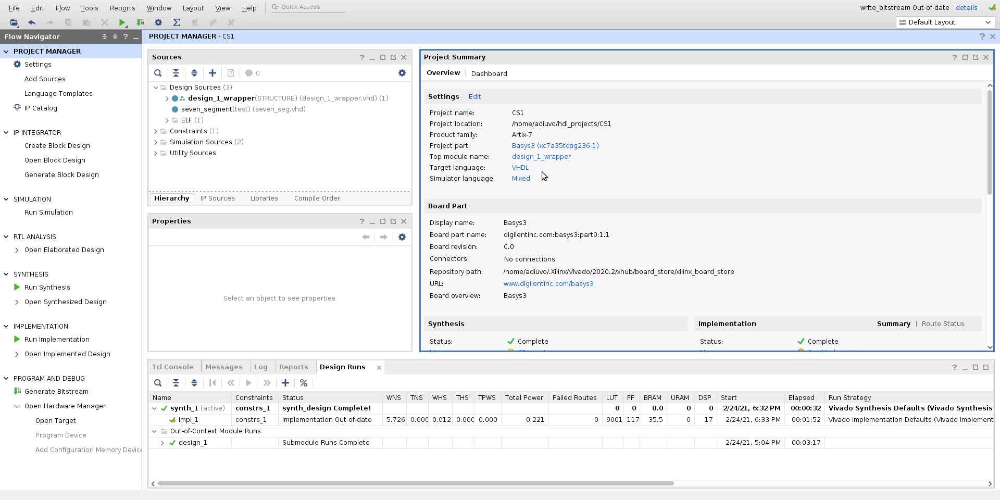 File Edit Flow Tools Reports Window Layout View Help Quick Access write_bitstream Out-of-date details
Default Layout
Flow Navigator
PROJECT MANAGER - CS1
PROJECT MANAGER
Settings
Add Sources
Language Templates
IP Catalog
IP INTEGRATOR
Create Block Design
Open Block Design
Generate Block Design
SIMULATION
Run Simulation
RTL ANALYSIS
Open Elaborated Design
SYNTHESIS
Run Synthesis
Open Synthesized Design
IMPLEMENTATION
Run Implementation
Open Implemented Design
PROGRAM AND DEBUG
Generate Bitstream
Open Hardware Manager
Open Target
Program Device
Add Configuration Memory Device
Sources
0
Design Sources (3)
design_1_wrapper(STRUCTURE) (design_1_wrapper.vhd) (1)
seven_segment(test) (seven_seg.vhd)
ELF (1)
Constraints (1)
Simulation Sources (2)
Utility Sources
Hierarchy IP Sources Libraries Compile Order
Properties
Select an object to see properties
Project Summary
Overview | Dashboard
Settings Edit
Project name: CS1
Project location: /home/adiuvo/hdl_projects/CS1
Product family: Artix-7
Project part: Basys3 (xc7a35tcpg236-1)
Top module name: design_1_wrapper
Target language: VHDL
Simulator language: Mixed
Board Part
Display name: Basys3
Board part name: digilentinc.com:basys3:part0:1.1
Board revision: C.0
Connectors: No connections
Repository path: /home/adiuvo/.Xilinx/Vivado/2020.2/xhub/board_store/xilinx_board_store
URL: www.digilentinc.com/basys3
Board overview: Basys3
Synthesis
Status: Complete
Implementation Summary | Route Status
Status: Complete
Tcl Console Messages Log Reports Design Runs
Name Constraints Status WNS TNS WHS THS TPWS Total Power Failed Routes LUT FF BRAM URAM DSP Start Elapsed Run Strategy
synth_1 (active) constrs_1 synth_design Complete! 0 0 0.0 0 0 2/24/21, 6:32 PM 00:00:32 Vivado Synthesis Defaults (Vivado Synthesis
impl_1 constrs_1 Implementation Out-of-date 5.726 0.000 0.012 0.000 0.000 0.221 0 9001 117 35.5 0 17 2/24/21, 6:33 PM 00:01:52 Vivado Implementation Defaults (Vivado Implement
Out-of-Context Module Runs
design_1 Submodule Runs Complete 2/24/21, 5:04 PM 00:03:17